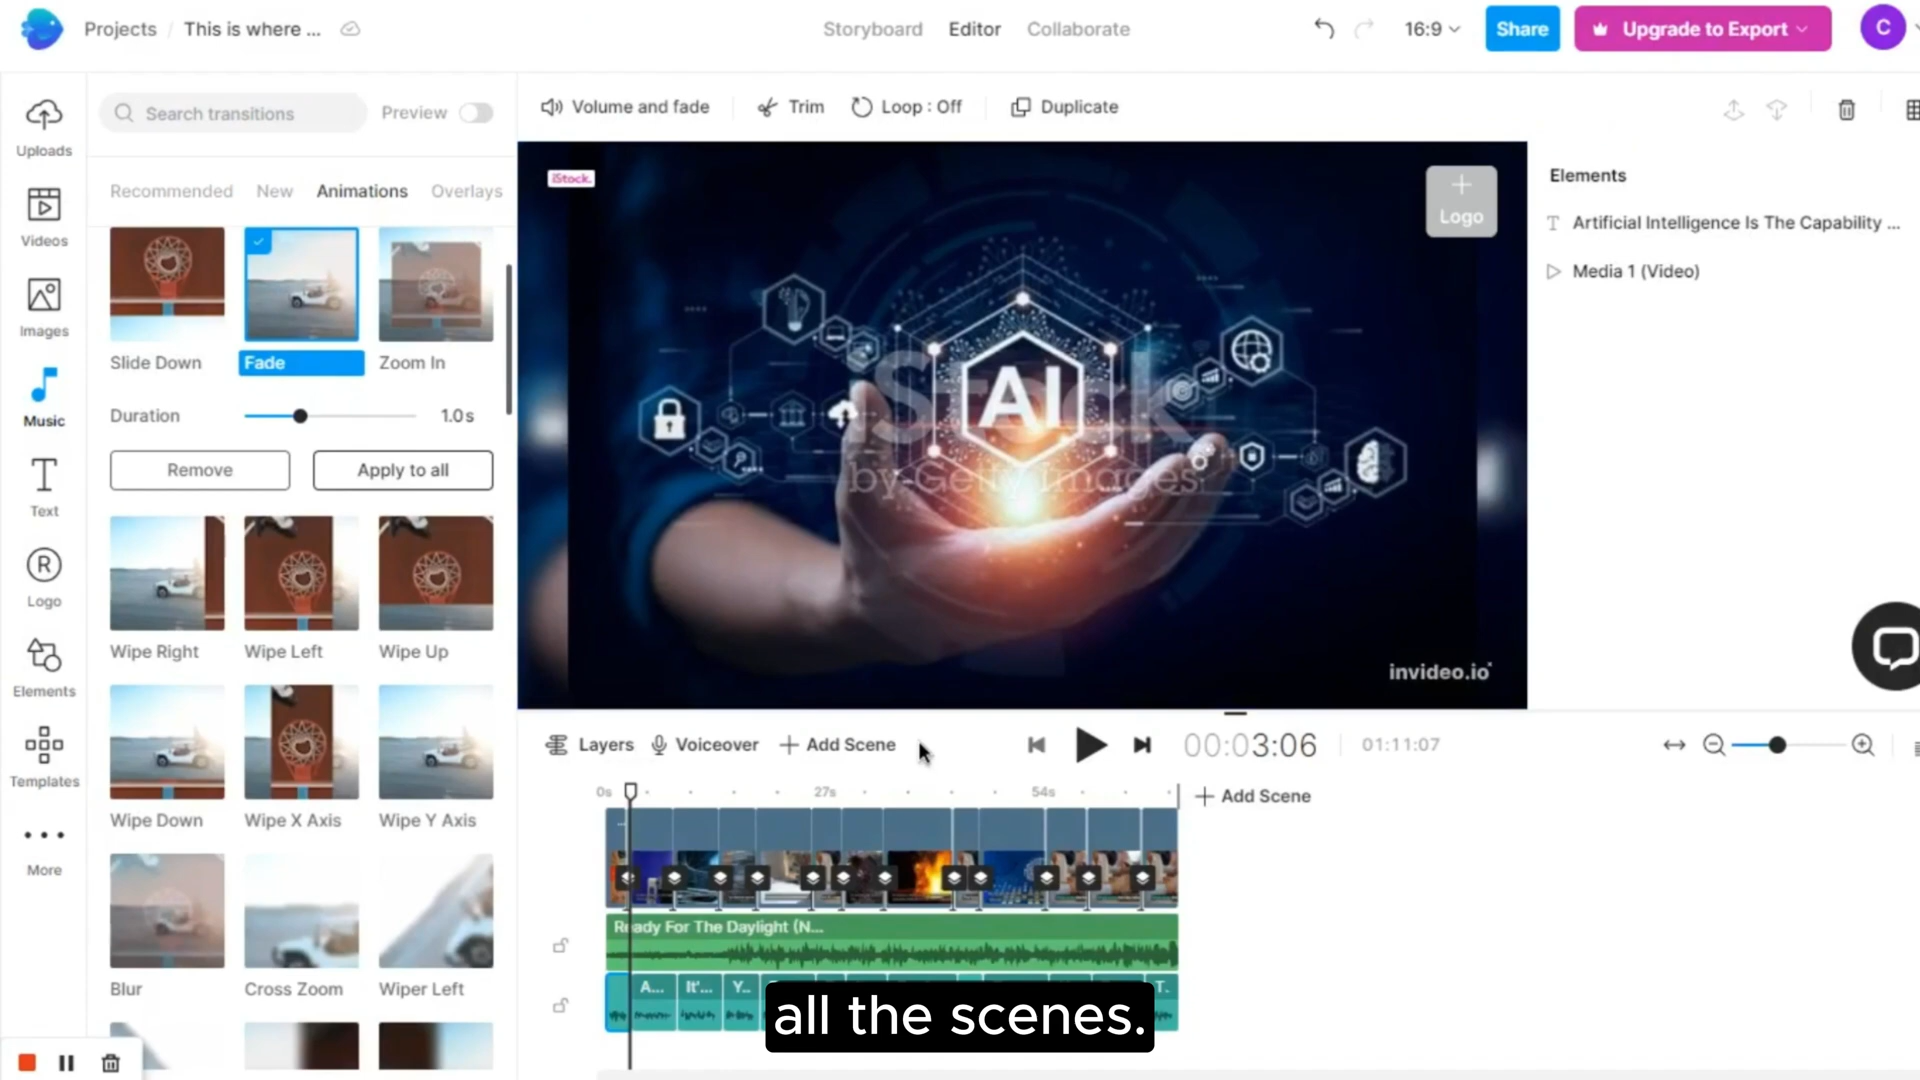 Projects / This is where ...
Storyboard Editor Collaborate
16:9
Share
Upgrade to Export
C
Uploads
Videos
Images
Music
Text
R
Logo
Elements
Templates
More
Search transitions
Preview
Recommended New Animations Overlays
Slide Down Fade Zoom In
Duration 1.0s
Remove Apply to all
Wipe Right Wipe Left Wipe Up
Wipe Down Wipe X Axis Wipe Y Axis
Blur Cross Zoom Wiper Left
Volume and fade Trim Loop : Off Duplicate
iStock.
+
Logo
AI
iStock
by Getty Images
invideo.io
Elements
Artificial Intelligence Is The Capability ...
Media 1 (Video)
Layers Voiceover + Add Scene
00:03:06 01:11:07
0s 27s 54s
+ Add Scene
Ready For The Daylight (N...
A... It'... Y.. T.
all the scenes.